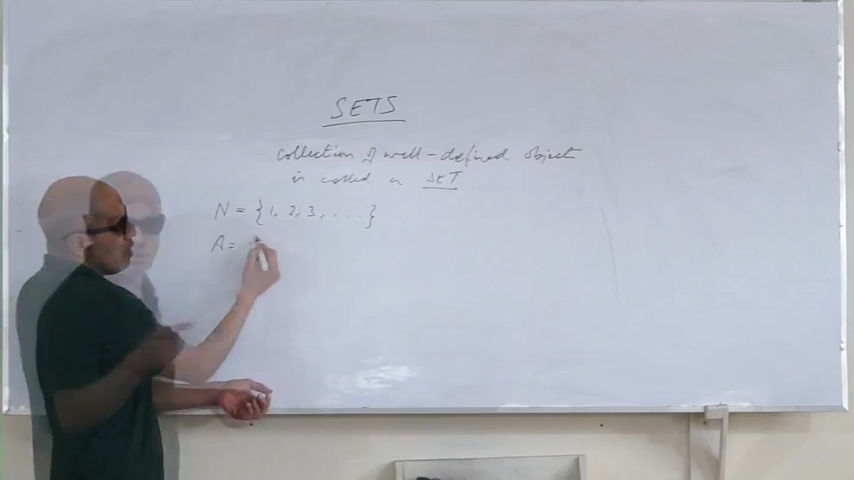 SETS
collection of well-defined object
is called a SET
N = {1, 2, 3, ....}
A =